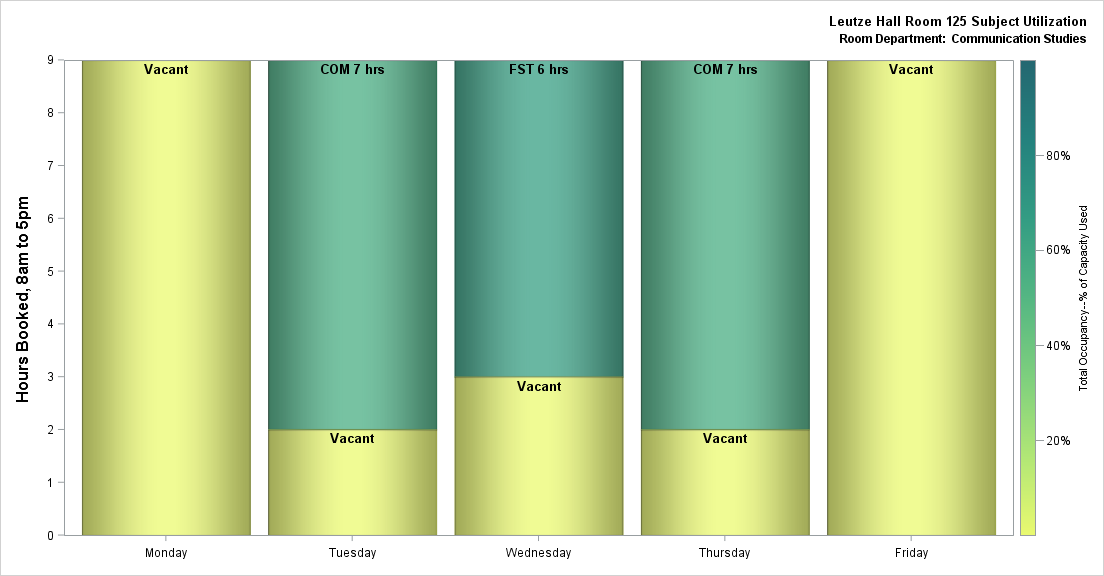 Leutze Hall Room 125 Subject Utilization
Room Department: Communication Studies
Hours Booked, 8am to 5pm
9
8
7
6
5
4
3
2
1
0
Vacant
COM 7 hrs
FST 6 hrs
COM 7 hrs
Vacant
Vacant
Vacant
Vacant
Monday
Tuesday
Wednesday
Thursday
Friday
80%
60%
40%
20%
Total Occupancy--% of Capacity Used